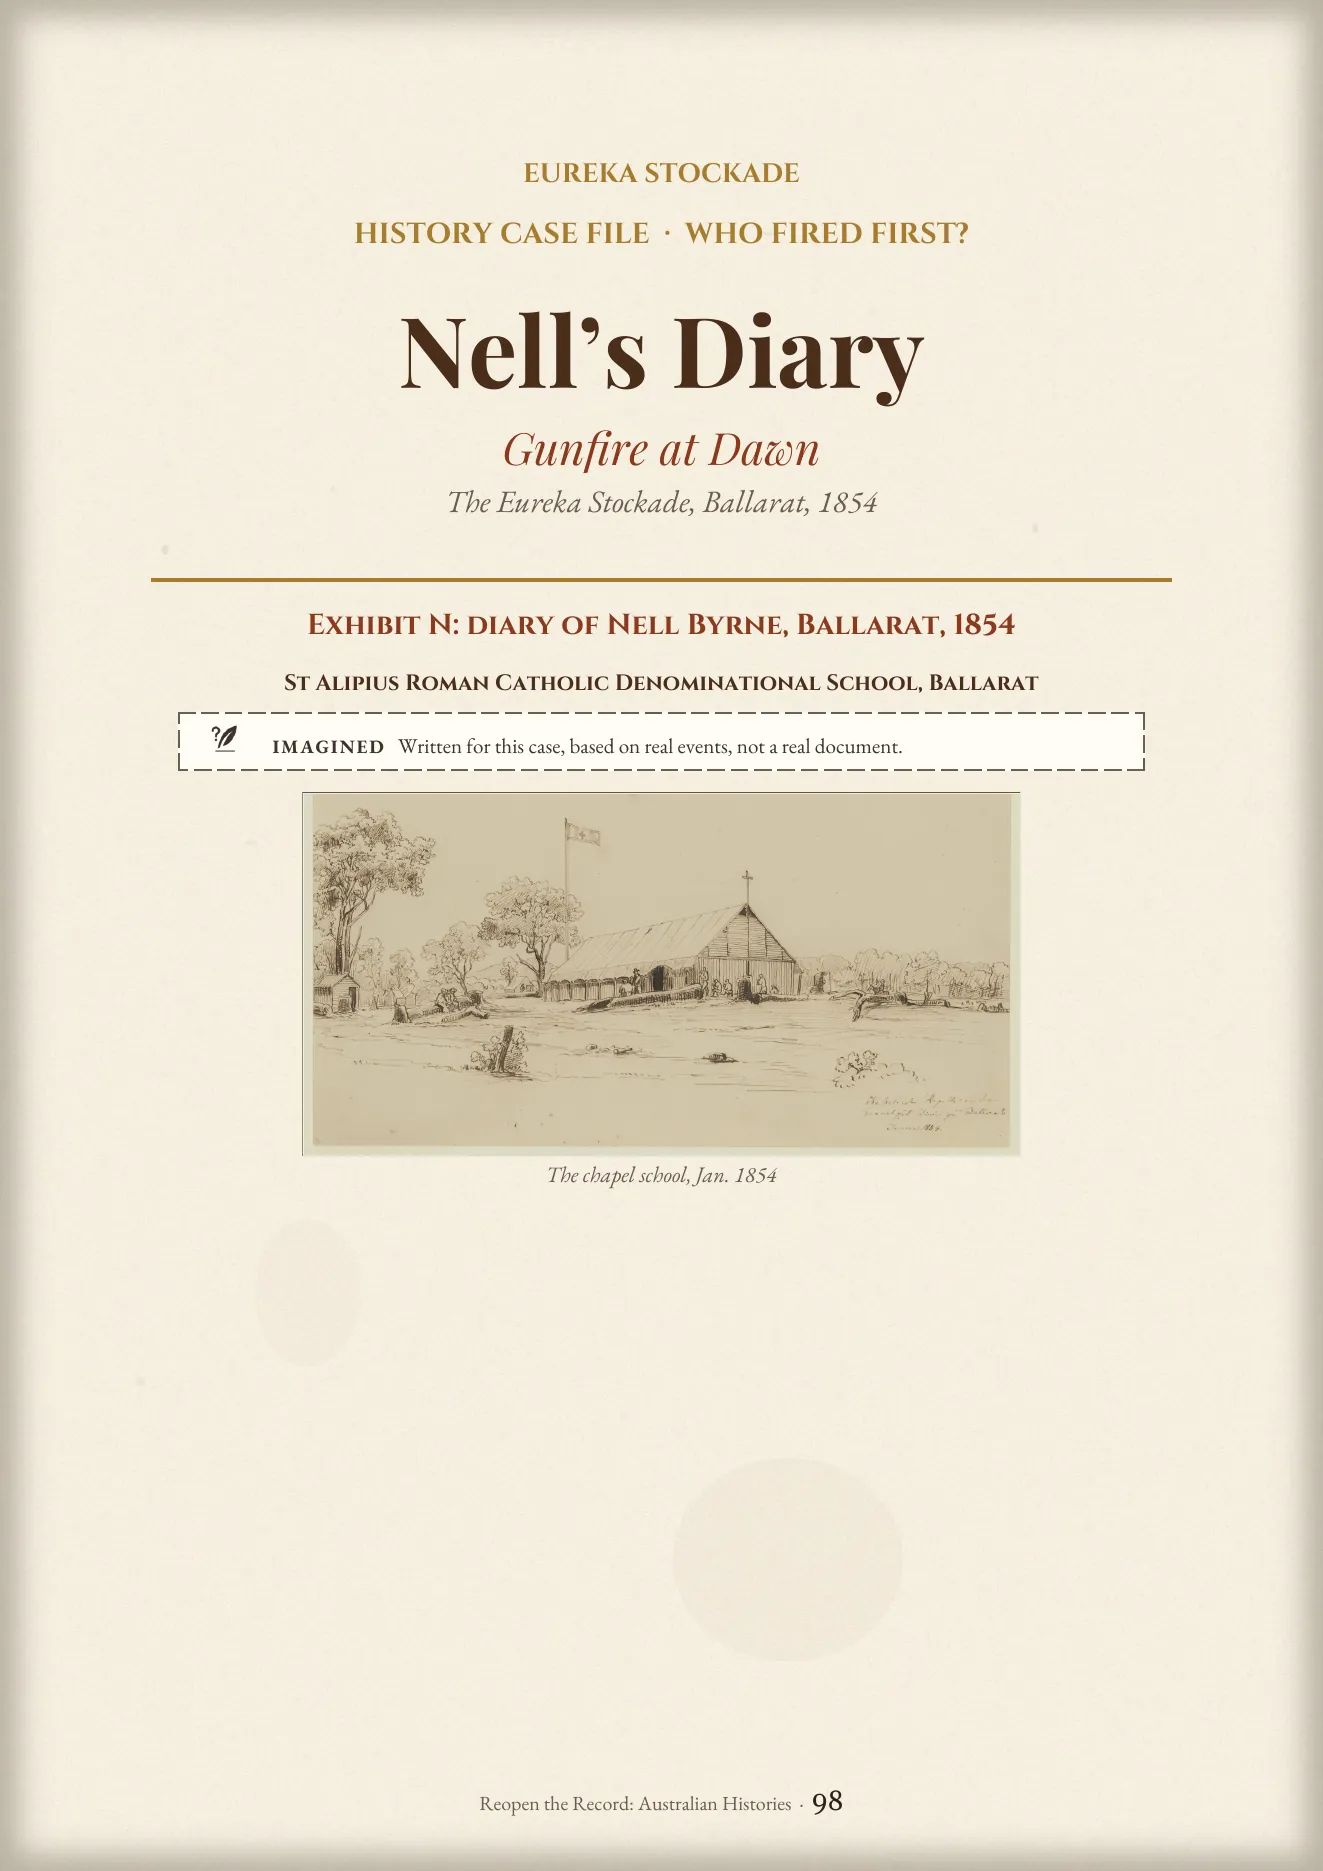 EUREKA STOCKADE
HISTORY CASE FILE · WHO FIRED FIRST?
Nell’s Diary
Gunfire at Dawn
The Eureka Stockade, Ballarat, 1854
Exhibit N: diary of Nell Byrne, Ballarat, 1854
St Alipius Roman Catholic Denominational School, Ballarat
IMAGINED Written for this case, based on real events, not a real document.
The chapel school, Jan. 1854
Reopen the Record: Australian Histories · 98